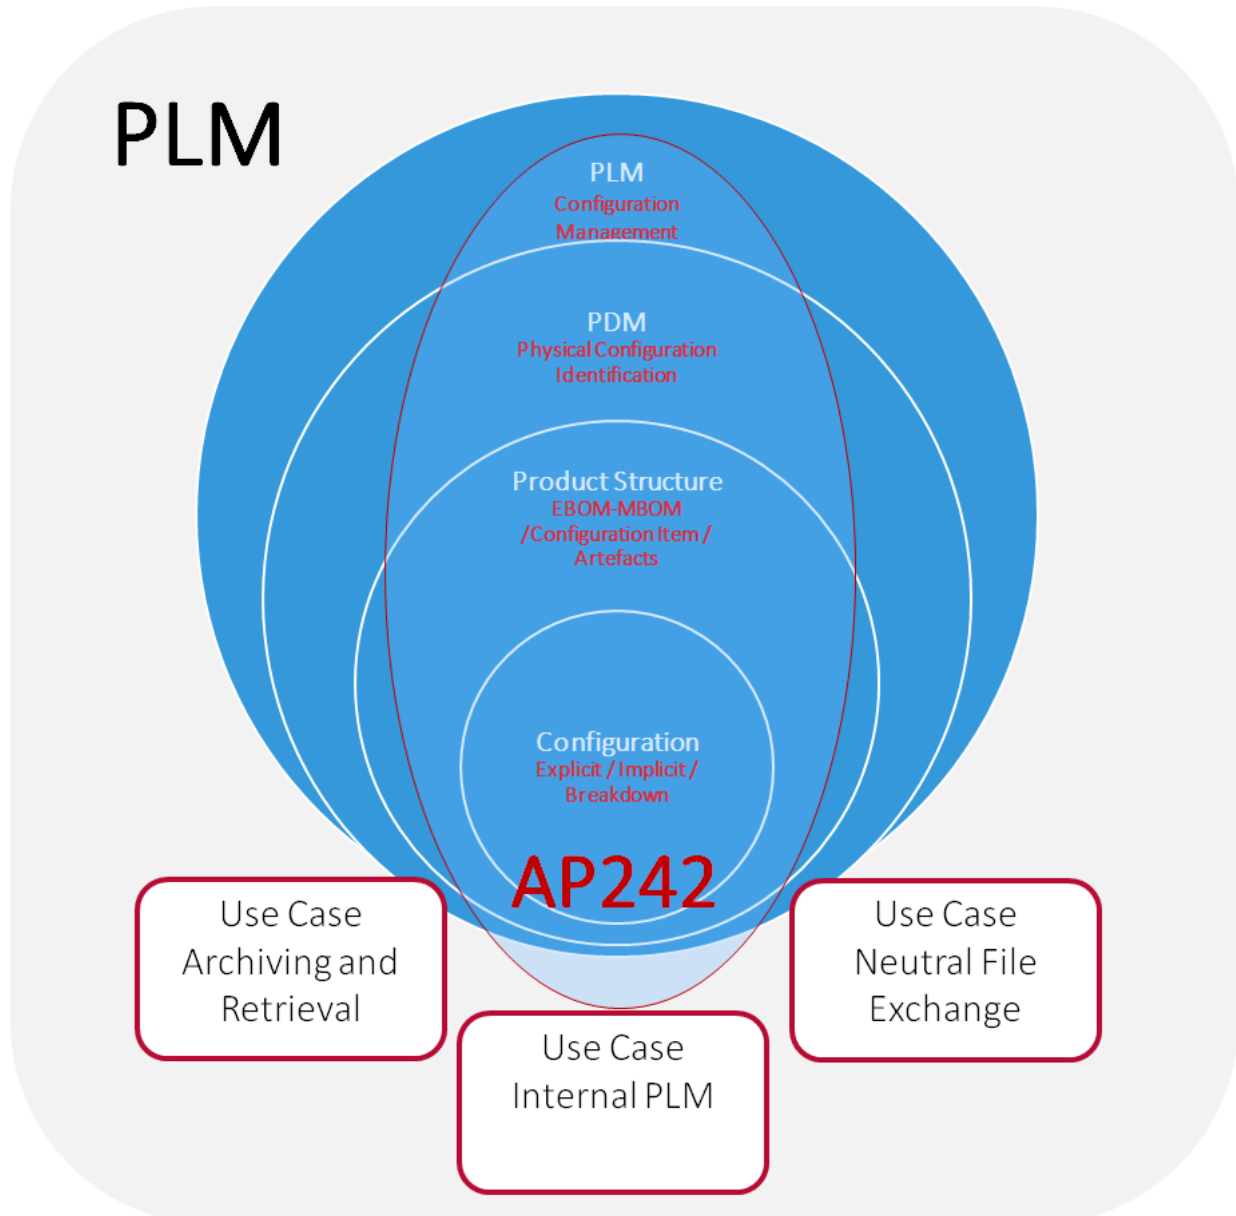 PLM
PLM
Configuration
Management
PDM
Physical Configuration
Identification
Product Structure
EBOM-MBOM
/Configuration Item /
Artefacts
Configuration
Explicit / Implicit /
Breakdown
AP242
Use Case
Archiving and
Retrieval
Use Case
Internal PLM
Use Case
Neutral File
Exchange